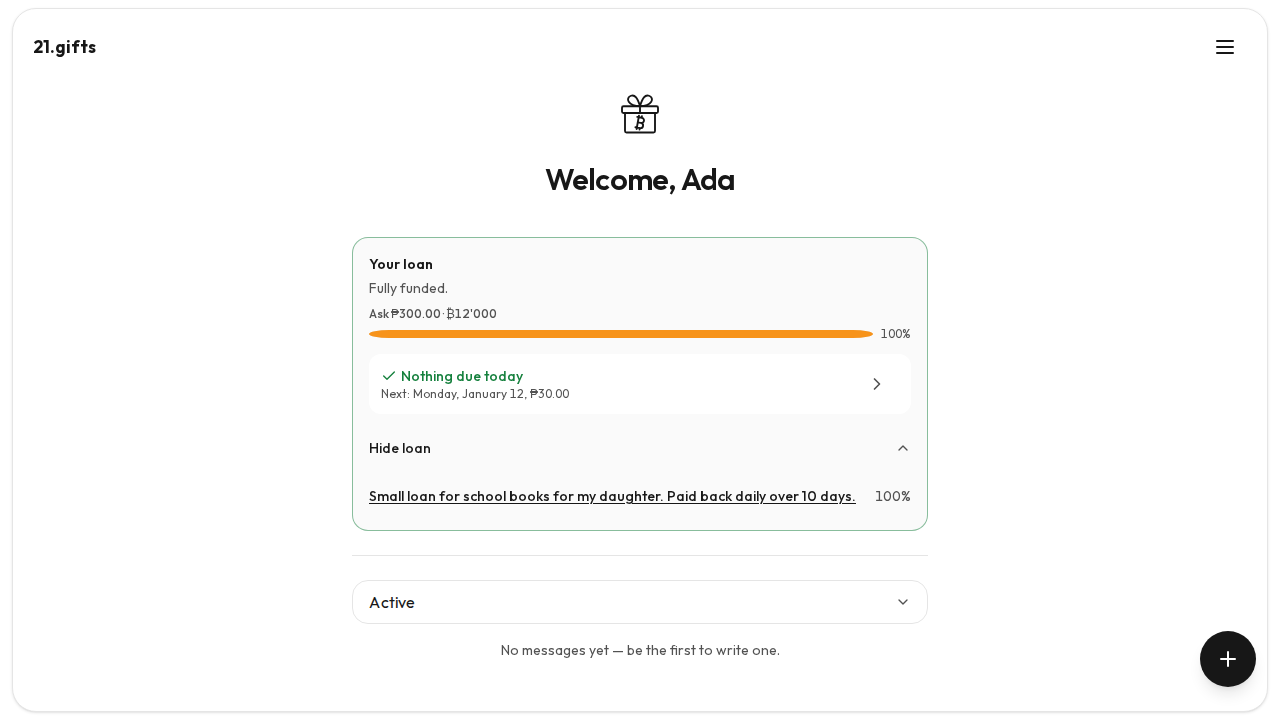 21.gifts
Welcome, Ada
Your loan
Fully funded.
Ask ₱300.00 · ₿12'000
100%
Nothing due today
Next: Monday, January 12, ₱30.00
Hide loan
Small loan for school books for my daughter. Paid back daily over 10 days. 100%
Active
No messages yet — be the first to write one.